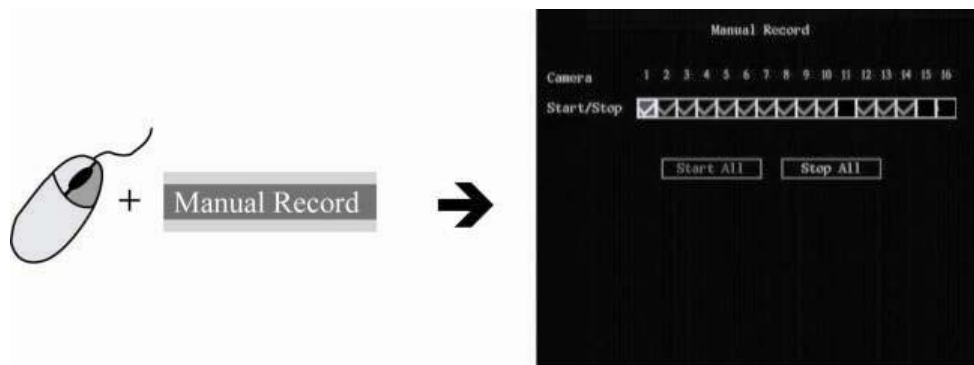 +
Manual Record
Manual Record
Camera 1 2 3 4 5 6 7 8 9 10 11 12 13 14 15 16
Start/Stop
Start All Stop All